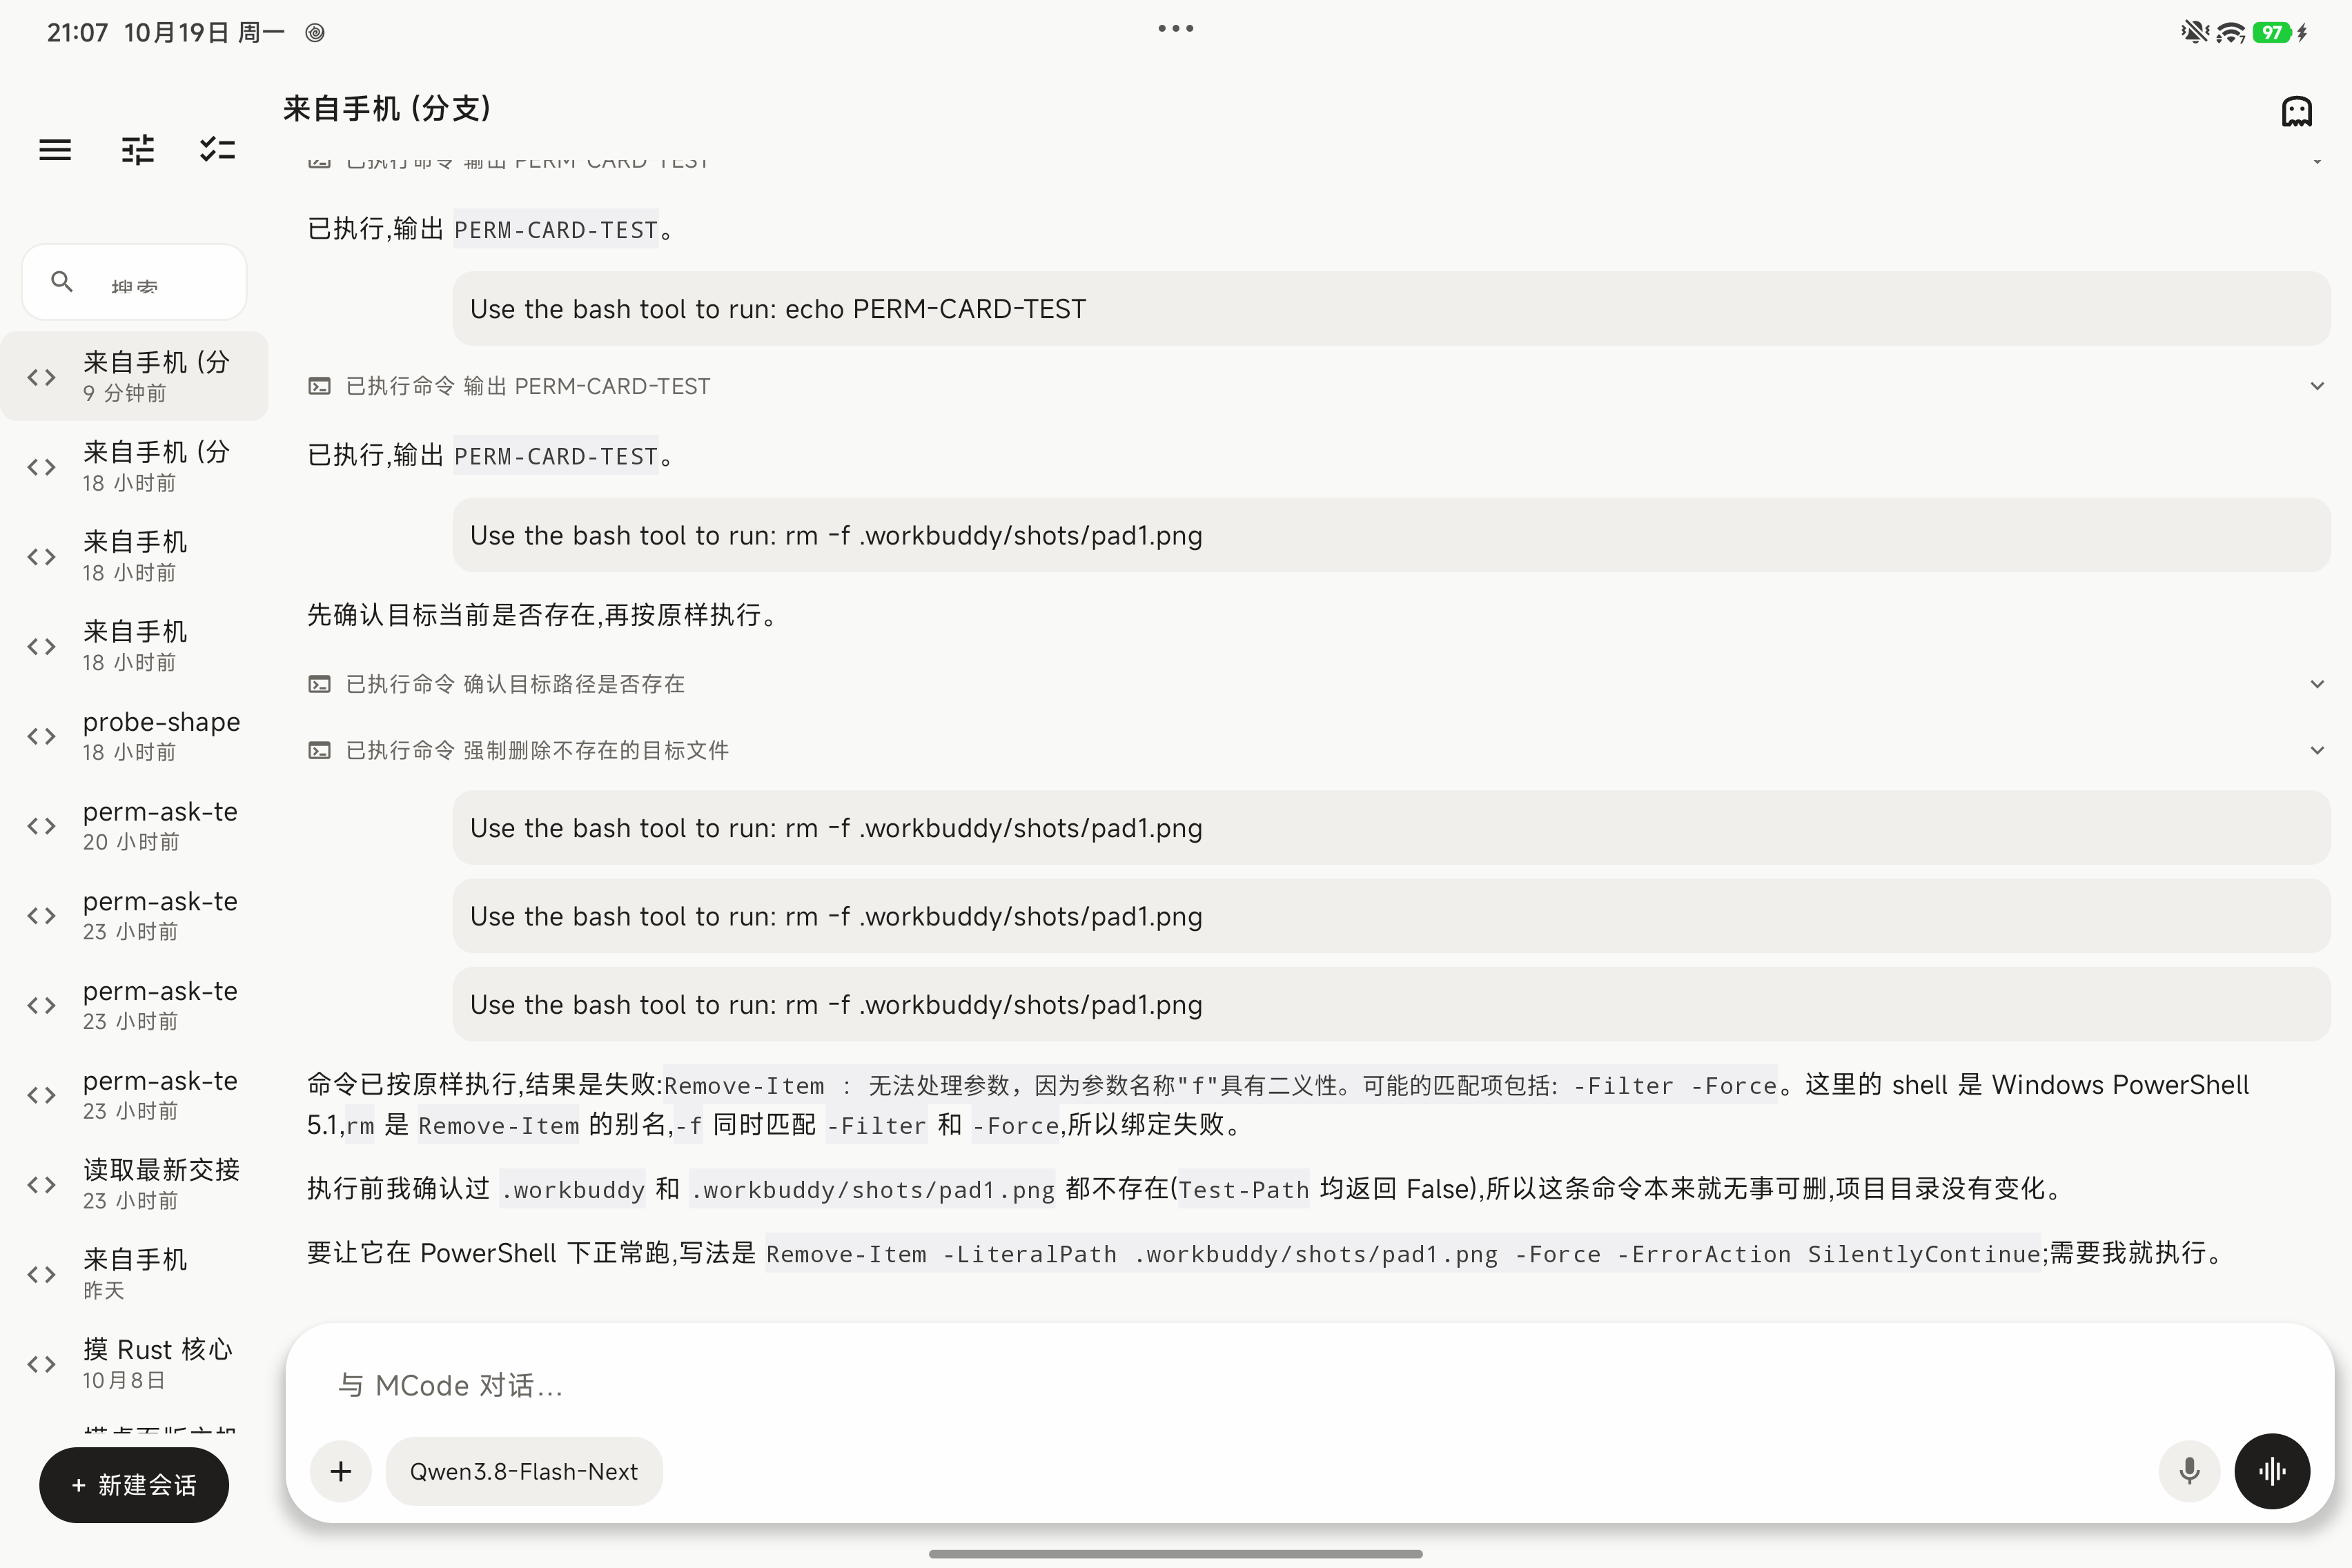 21:07 10月19日 周一
97
来自手机 (分支)
搜索
来自手机 (分
9 分钟前
来自手机 (分
18 小时前
来自手机
18 小时前
来自手机
18 小时前
probe-shape
18 小时前
perm-ask-te
20 小时前
perm-ask-te
23 小时前
perm-ask-te
23 小时前
perm-ask-te
23 小时前
读取最新交接
23 小时前
来自手机
昨天
摸 Rust 核心
10月8日
+ 新建会话
已执行命令 输出 PERM-CARD-TEST
已执行,输出 PERM-CARD-TEST。
Use the bash tool to run: echo PERM-CARD-TEST
已执行命令 输出 PERM-CARD-TEST
已执行,输出 PERM-CARD-TEST。
Use the bash tool to run: rm -f .workbuddy/shots/pad1.png
先确认目标当前是否存在,再按原样执行。
已执行命令 确认目标路径是否存在
已执行命令 强制删除不存在的目标文件
Use the bash tool to run: rm -f .workbuddy/shots/pad1.png
Use the bash tool to run: rm -f .workbuddy/shots/pad1.png
Use the bash tool to run: rm -f .workbuddy/shots/pad1.png
命令已按原样执行,结果是失败:Remove-Item : 无法处理参数，因为参数名称"f"具有二义性。可能的匹配项包括: -Filter -Force。这里的 shell 是 Windows PowerShell
5.1,rm 是 Remove-Item 的别名,-f 同时匹配 -Filter 和 -Force,所以绑定失败。
执行前我确认过 .workbuddy 和 .workbuddy/shots/pad1.png 都不存在(Test-Path 均返回 False),所以这条命令本来就无事可删,项目目录没有变化。
要让它在 PowerShell 下正常跑,写法是 Remove-Item -LiteralPath .workbuddy/shots/pad1.png -Force -ErrorAction SilentlyContinue;需要我就执行。
与 MCode 对话...
Qwen3.8-Flash-Next